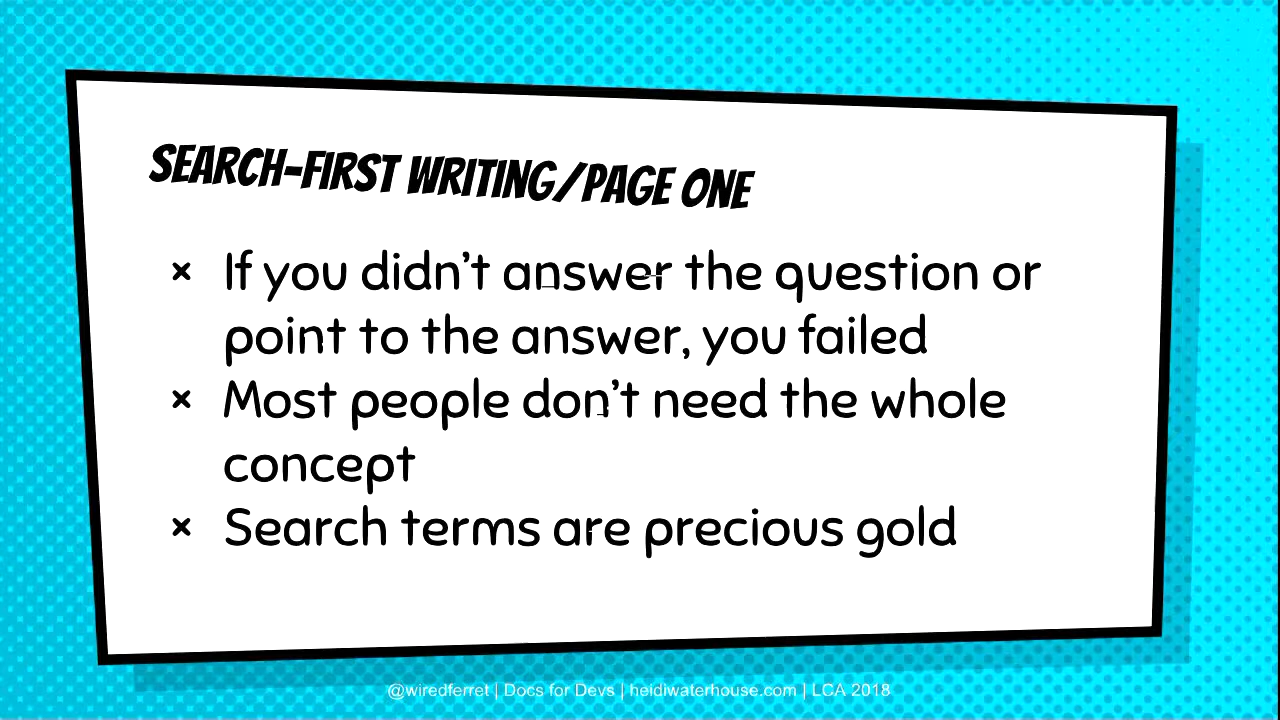 SEARCH-FIRST WRITING/PAGE ONE
× If you didn’t answer the question or
point to the answer, you failed
× Most people don’t need the whole
concept
× Search terms are precious gold
@wiredferret | Docs for Devs | heidiwaterhouse.com | LCA 2018